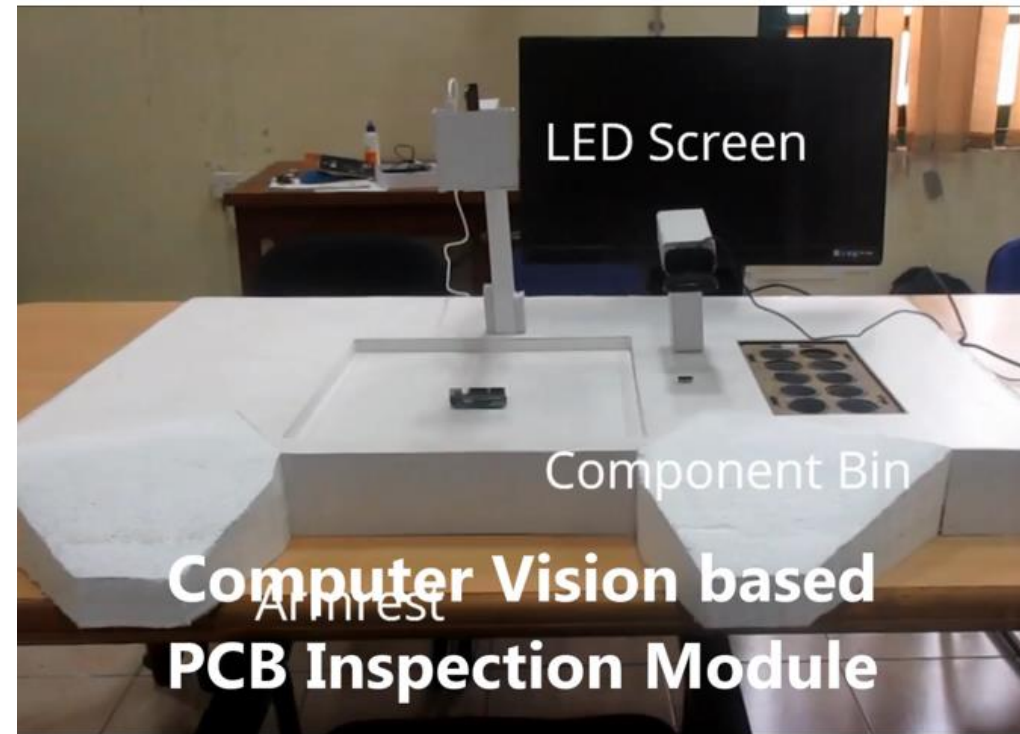 LED Screen
Component Bin
Armrest
Computer Vision based
PCB Inspection Module